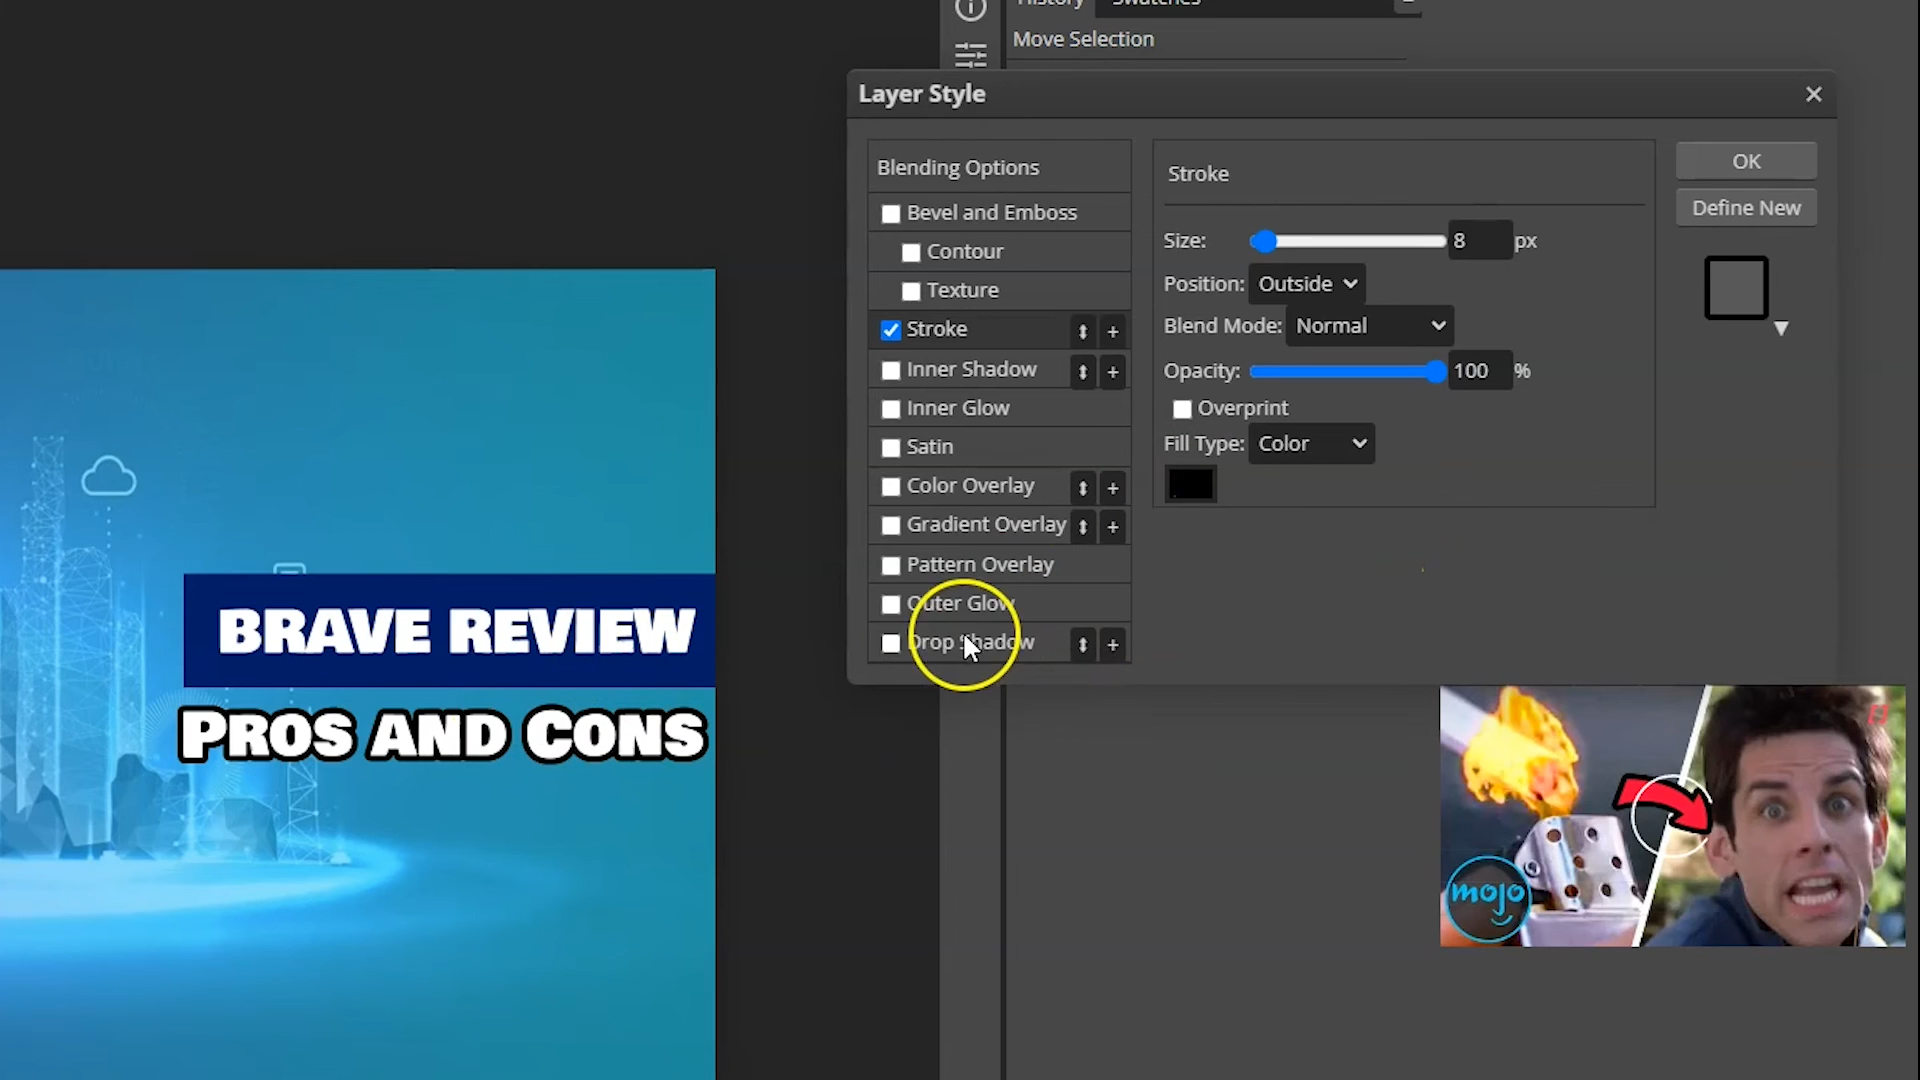 History
Swatches
Move Selection
Layer Style
Blending Options
Bevel and Emboss
Contour
Texture
Stroke
+
Inner Shadow
+
Inner Glow
Satin
Color Overlay
+
Gradient Overlay
+
Pattern Overlay
Outer Glow
Drop Shadow
+
Stroke
Size: 8 px
Position: Outside
Blend Mode: Normal
Opacity: 100 %
Overprint
Fill Type: Color
OK
Define New
BRAVE REVIEW
PROS AND CONS
mojo